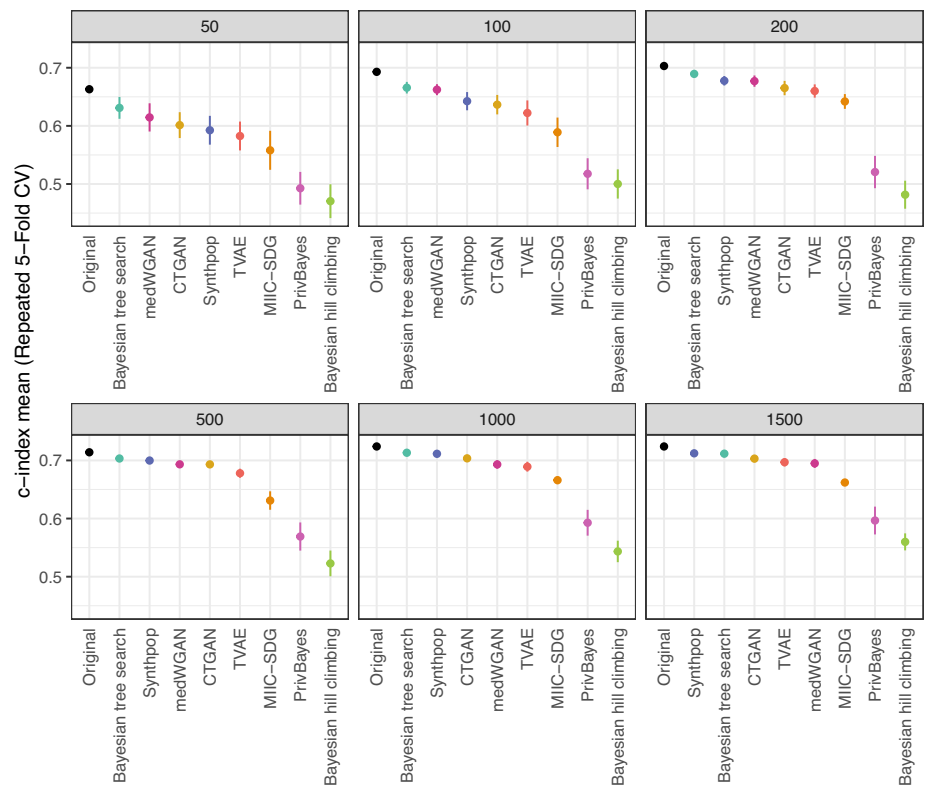 c−index mean (Repeated 5−Fold CV)
50
100
200
0.7
0.6
0.5
Original
Bayesian tree search
medWGAN
CTGAN
Synthpop
TVAE
MIIC−SDG
PrivBayes
Bayesian hill climbing
Original
Bayesian tree search
medWGAN
Synthpop
CTGAN
TVAE
MIIC−SDG
PrivBayes
Bayesian hill climbing
Original
Bayesian tree search
Synthpop
medWGAN
CTGAN
TVAE
MIIC−SDG
PrivBayes
Bayesian hill climbing
500
1000
1500
0.7
0.6
0.5
Original
Bayesian tree search
Synthpop
medWGAN
CTGAN
TVAE
MIIC−SDG
PrivBayes
Bayesian hill climbing
Original
Bayesian tree search
Synthpop
CTGAN
medWGAN
TVAE
MIIC−SDG
PrivBayes
Bayesian hill climbing
Original
Synthpop
Bayesian tree search
CTGAN
TVAE
medWGAN
MIIC−SDG
PrivBayes
Bayesian hill climbing